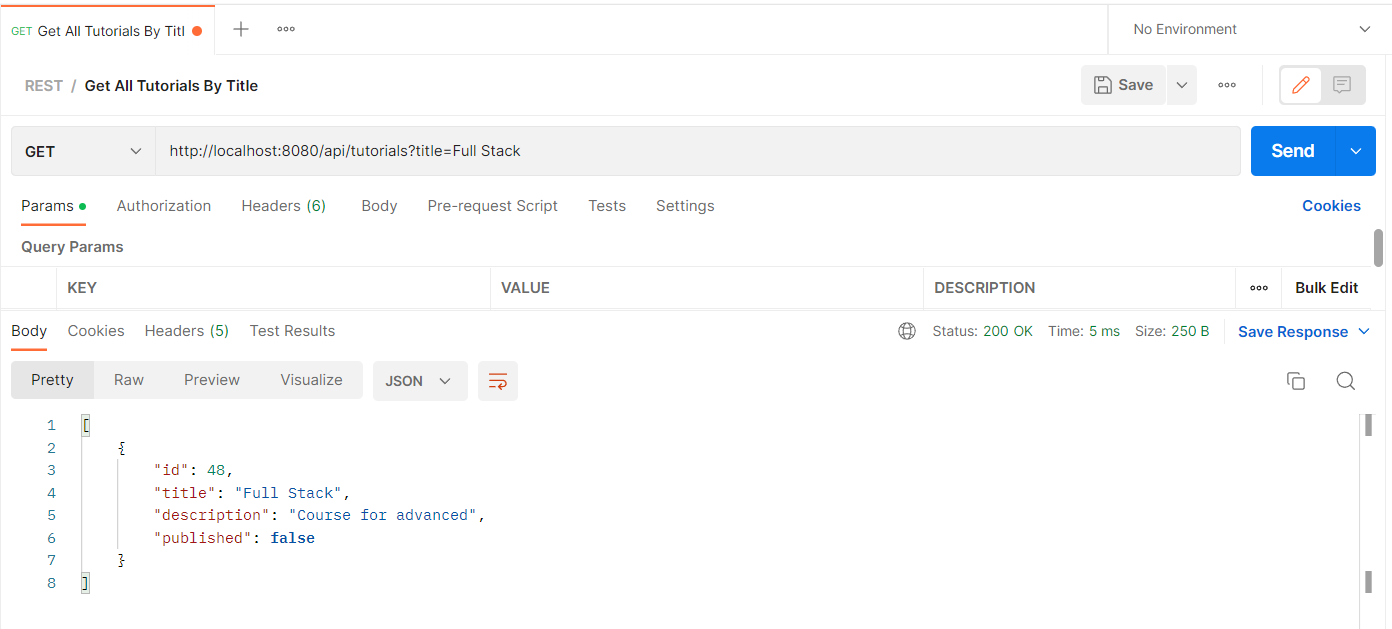 GET Get All Tutorials By Titl
No Environment
REST / Get All Tutorials By Title
Save
GET http://localhost:8080/api/tutorials?title=Full Stack Send
Params Authorization Headers (6) Body Pre-request Script Tests Settings Cookies
Query Params
KEY VALUE DESCRIPTION Bulk Edit
Body Cookies Headers (5) Test Results Status: 200 OK Time: 5 ms Size: 250 B Save Response
Pretty Raw Preview Visualize JSON
1 [
2 {
3 "id": 48,
4 "title": "Full Stack",
5 "description": "Course for advanced",
6 "published": false
7 }
8 ]